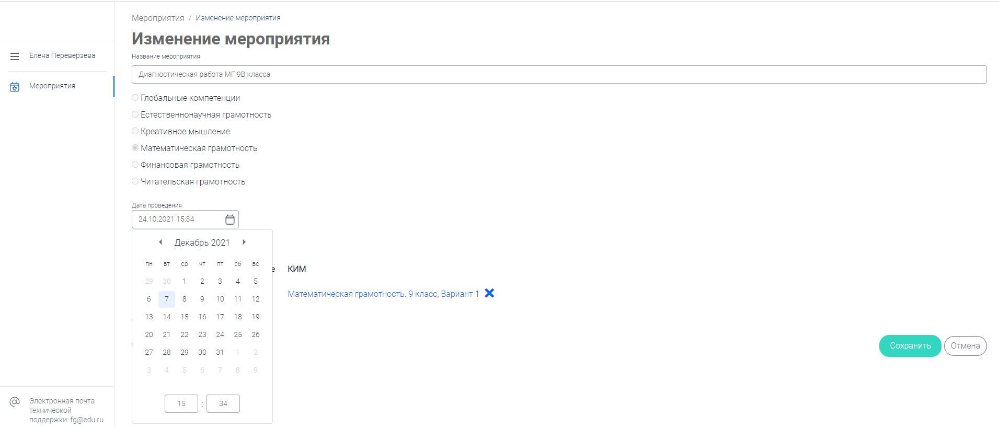 Мероприятия / Изменение мероприятия
Изменение мероприятия
Название мероприятия
Елена Переверзева
Диагностическая работа МГ 9В класса
Мероприятия
Глобальные компетенции
Естественнонаучная грамотность
Креативное мышление
Математическая грамотность
Финансовая грамотность
Читательская грамотность
Дата проведения
24.10.2021 15:34
Декабрь 2021
пн вт ср чт пт сб вс
29 30 1 2 3 4 5
6 7 8 9 10 11 12
13 14 15 16 17 18 19
20 21 22 23 24 25 26
27 28 29 30 31 1 2
3 4 5 6 7 8 9
15 : 34
е КИМ
Математическая грамотность. 9 класс, Вариант 1
Сохранить Отмена
Электронная почта
технической
поддержки: fg@edu.ru